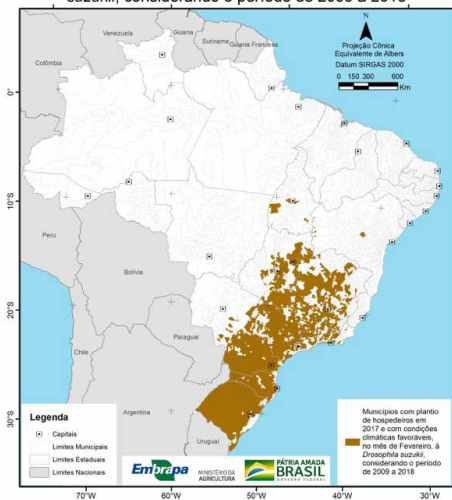 suzukii, considerando o período de 2009 a 2018
Venezuela
Guiana
Suriname
Guiana Francesa
Colômbia
N
Projeção Cônica
Equivalente de Albers
Datum SIRGAS 2000
0 150 300 600
Km
0°
10°S
20°S
30°S
Peru
Bolívia
Paraguai
Chile
Argentina
Uruguai
Legenda
Capitais
Limites Municipais
Limites Estaduais
Limites Nacionais
Embrapa
MINISTÉRIO DA
AGRICULTURA
PÁTRIA AMADA
BRASIL
GOVERNO FEDERAL
Municípios com plantio
de hospedeiros em
2017 e com condições
climáticas favoráveis,
no mês de Fevereiro, à
Drosophila suzukii,
considerando o período
de 2009 a 2018
70°W
60°W
50°W
40°W
30°W